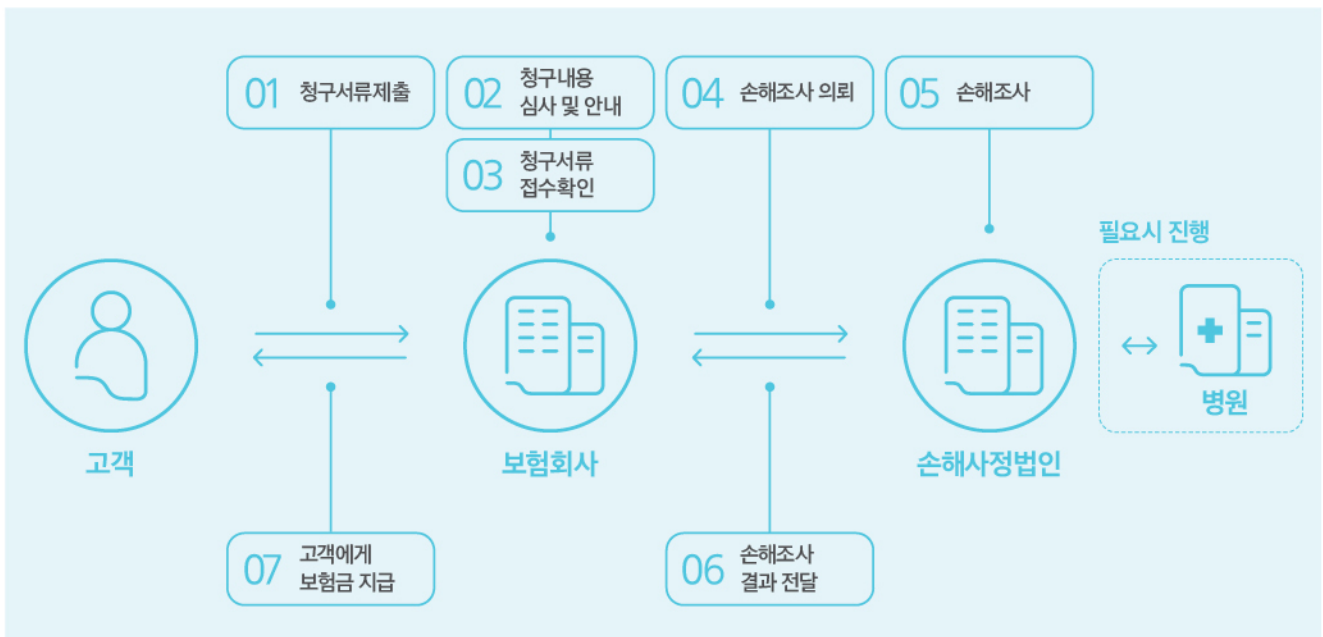 01 청구서류제출
02 청구내용
심사 및 안내
03 청구서류
접수확인
04 손해조사 의뢰
05 손해조사
필요시 진행
고객
보험회사
손해사정법인
병원
07 고객에게
보험금 지급
06 손해조사
결과 전달